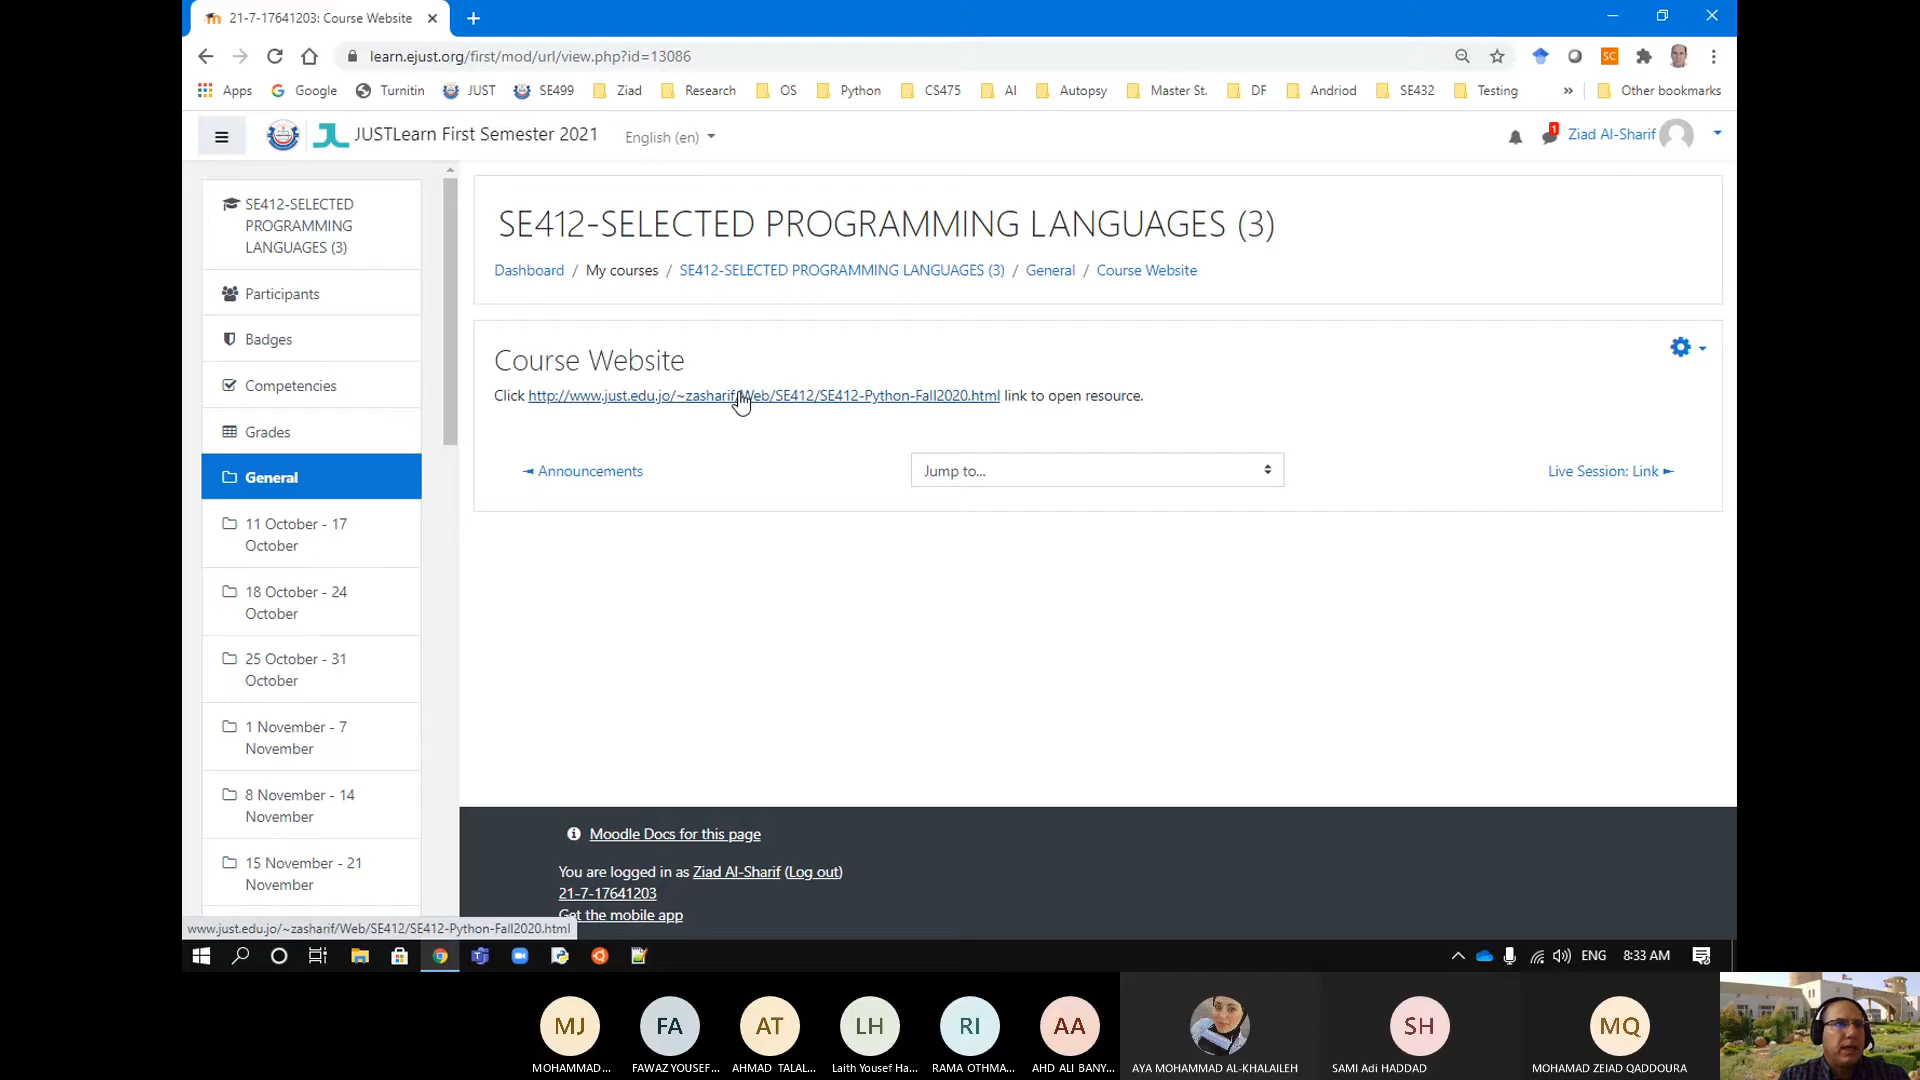 21-7-17641203: Course Website
learn.ejust.org/first/mod/url/view.php?id=13086
SC
Apps Google Turnitin JUST SE499 Ziad Research OS Python CS475 AI Autopsy Master St. DF Andriod SE432 Testing » Other bookmarks
JUSTLearn First Semester 2021 English (en) 1 Ziad Al-Sharif
SE412-SELECTED
PROGRAMMING
LANGUAGES (3)
Participants
Badges
Competencies
Grades
General
11 October - 17
October
18 October - 24
October
25 October - 31
October
1 November - 7
November
8 November - 14
November
15 November - 21
November
SE412-SELECTED PROGRAMMING LANGUAGES (3)
Dashboard / My courses / SE412-SELECTED PROGRAMMING LANGUAGES (3) / General / Course Website
Course Website
Click http://www.just.edu.jo/~zasharif/Web/SE412/SE412-Python-Fall2020.html link to open resource.
◄ Announcements
Jump to...
Live Session: Link ►
Moodle Docs for this page
You are logged in as Ziad Al-Sharif (Log out)
21-7-17641203
Get the mobile app
www.just.edu.jo/~zasharif/Web/SE412/SE412-Python-Fall2020.html
ENG 8:33 AM
MJ FA AT LH RI AA SH MQ
MOHAMMAD... FAWAZ YOUSEF... AHMAD TALAL... Laith Yousef Ha... RAMA OTHMA... AHD ALI BANY... AYA MOHAMMAD AL-KHALAILEH SAMI Adi HADDAD MOHAMAD ZEIAD QADDOURA